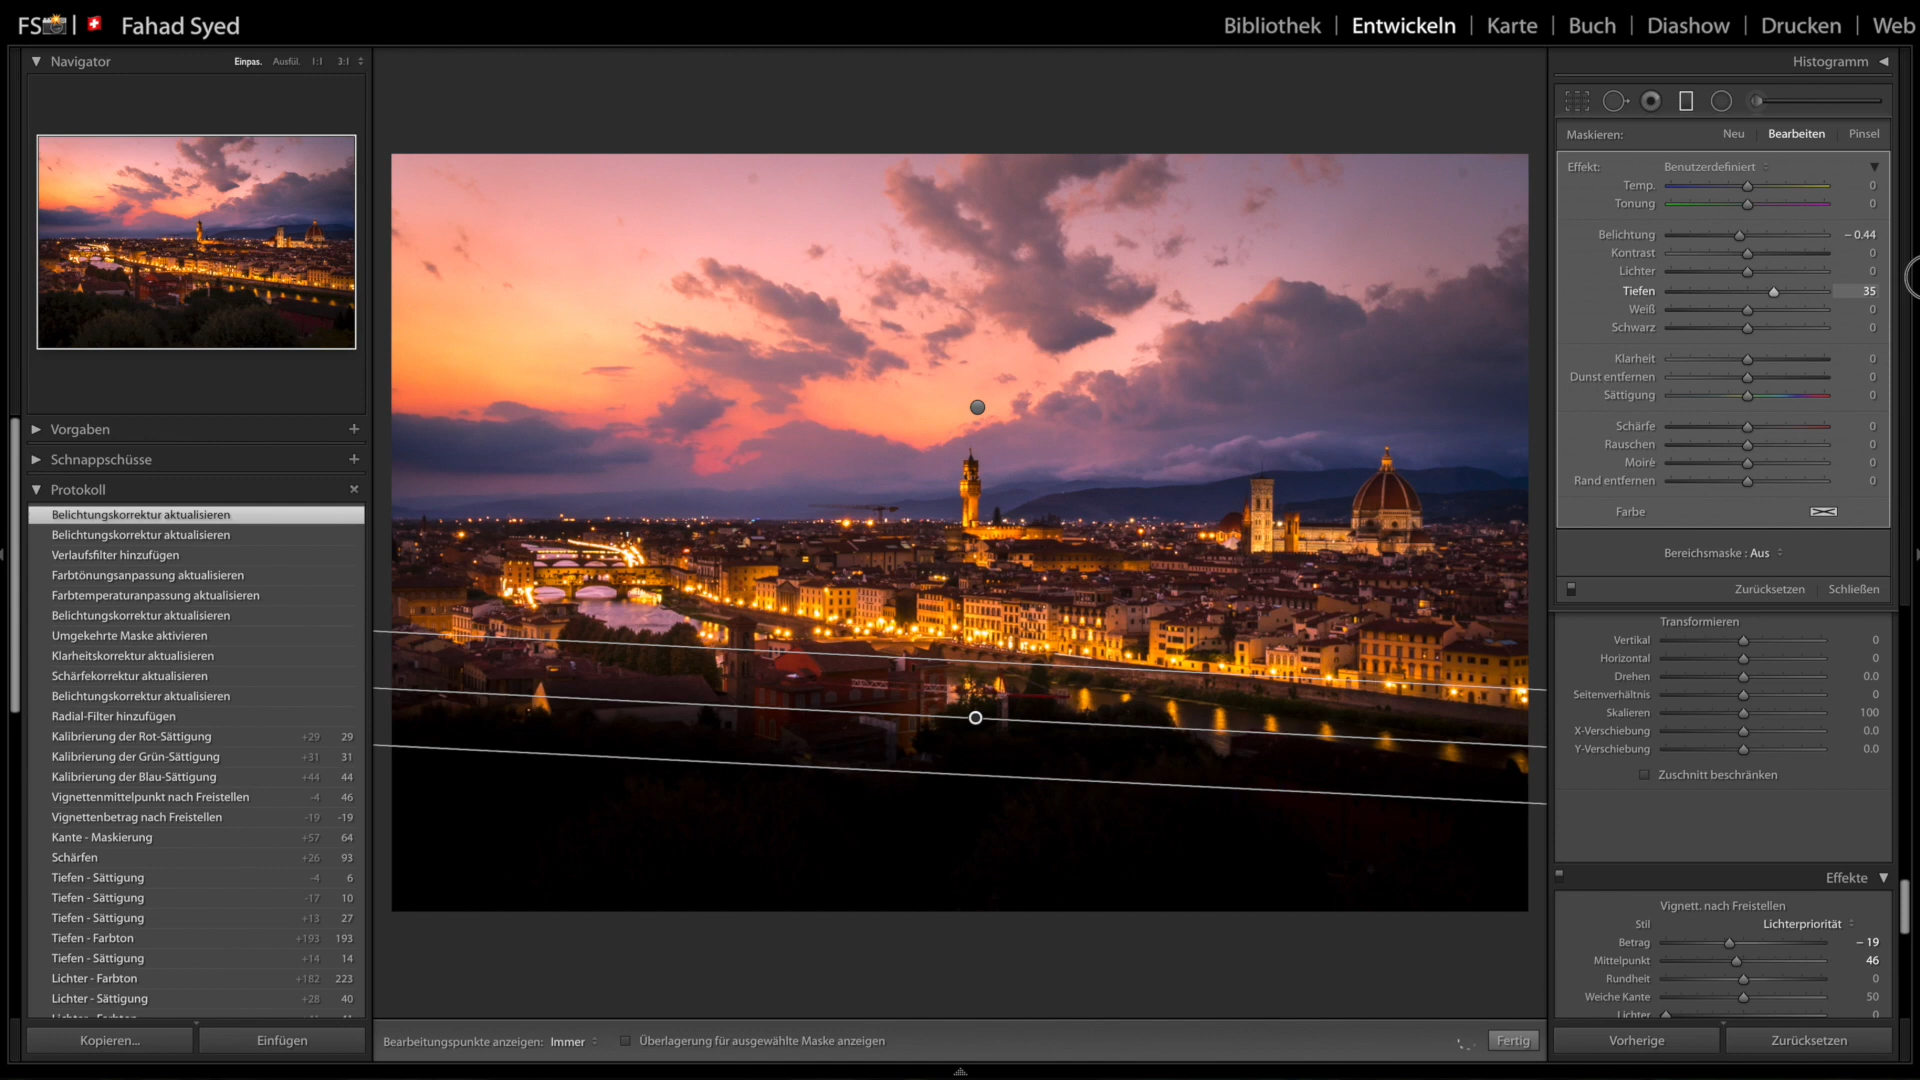 FS | Fahad Syed
Bibliothek | Entwickeln | Karte | Buch | Diashow | Drucken | Web
Navigator Einpas. Ausfül. 1:1 3:1
Vorgaben
Schnappschüsse
Protokoll
Belichtungskorrektur aktualisieren
Belichtungskorrektur aktualisieren
Verlaufsfilter hinzufügen
Farbtönungsanpassung aktualisieren
Farbtemperaturanpassung aktualisieren
Belichtungskorrektur aktualisieren
Umgekehrte Maske aktivieren
Klarheitskorrektur aktualisieren
Schärfekorrektur aktualisieren
Belichtungskorrektur aktualisieren
Radial-Filter hinzufügen
Kalibrierung der Rot-Sättigung +29 29
Kalibrierung der Grün-Sättigung +31 31
Kalibrierung der Blau-Sättigung +44 44
Vignettenmittelpunkt nach Freistellen -4 46
Vignettenbetrag nach Freistellen -19 -19
Kante - Maskierung +57 64
Schärfen +26 93
Tiefen - Sättigung -4 6
Tiefen - Sättigung -17 10
Tiefen - Sättigung +13 27
Tiefen - Farbton +193 193
Tiefen - Sättigung +14 14
Lichter - Farbton +182 223
Lichter - Sättigung +28 40
Kopieren... Einfügen
Bearbeitungspunkte anzeigen: Immer Überlagerung für ausgewählte Maske anzeigen Fertig
Histogramm
Maskieren: Neu Bearbeiten Pinsel
Effekt: Benutzerdefiniert
Temp. 0
Tonung 0
Belichtung – 0.44
Kontrast 0
Lichter 0
Tiefen 35
Weiß 0
Schwarz 0
Klarheit 0
Dunst entfernen 0
Sättigung 0
Schärfe 0
Rauschen 0
Moiré 0
Rand entfernen 0
Farbe
Bereichsmaske : Aus
Zurücksetzen Schließen
Transformieren
Vertikal 0
Horizontal 0
Drehen 0.0
Seitenverhältnis 0
Skalieren 100
X-Verschiebung 0.0
Y-Verschiebung 0.0
Zuschnitt beschränken
Effekte
Vignett. nach Freistellen
Stil Lichterpriorität
Betrag – 19
Mittelpunkt 46
Rundheit 0
Weiche Kante 50
Lichter 0
Vorherige Zurücksetzen